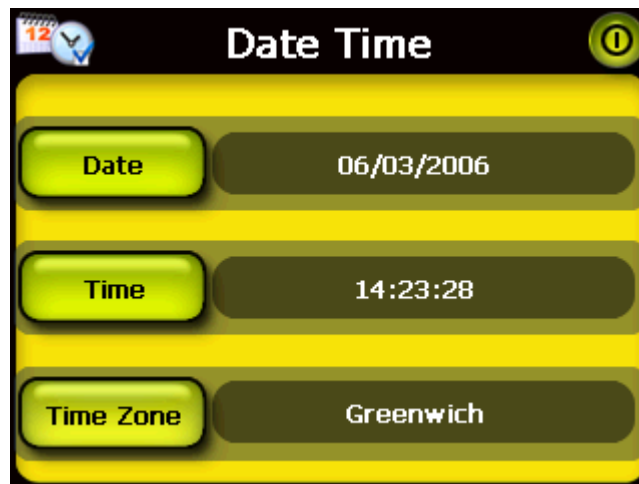 12
Date Time
Date 06/03/2006
Time 14:23:28
Time Zone Greenwich